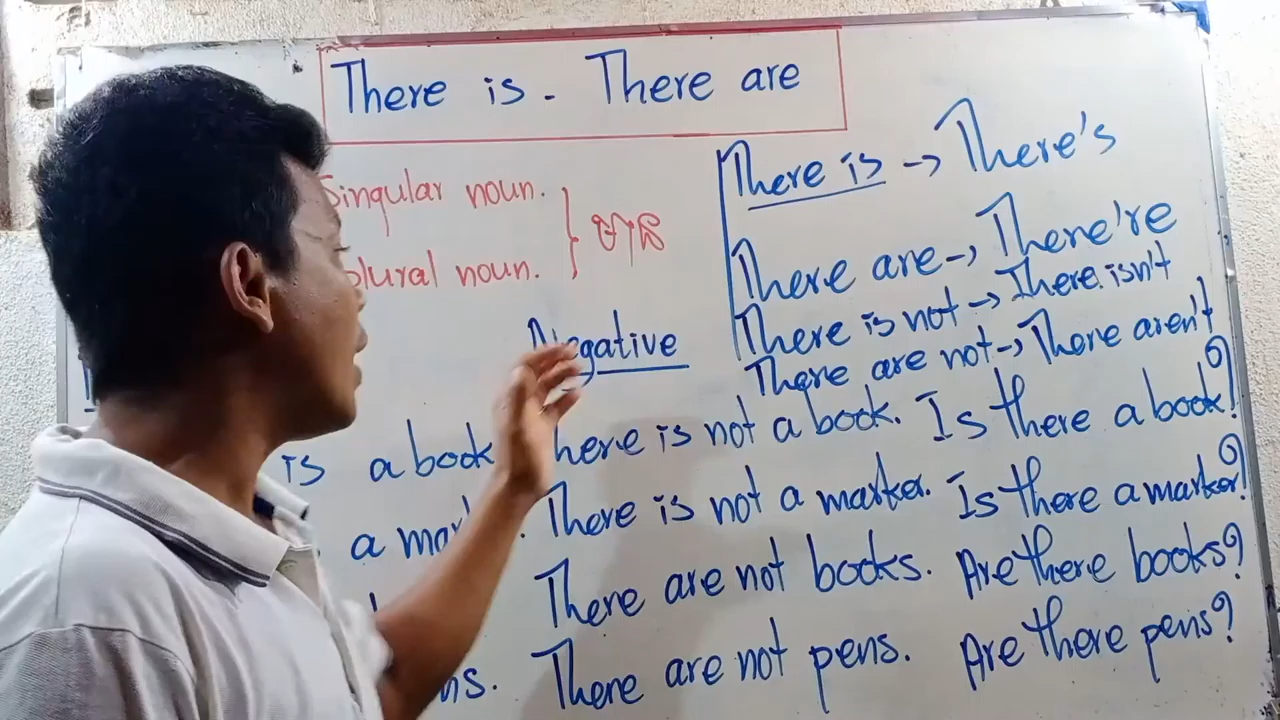 There is. There are
Singular noun.
plural noun.
មាន
There is → There's
There are → There're
There is not → There isn't
There are not → There aren't
Negative
is a book There is not a book. Is there a book?
a mar . There is not a marker. Is there a marker?
There are not books. Are there books?
ns. There are not pens. Are there pens?